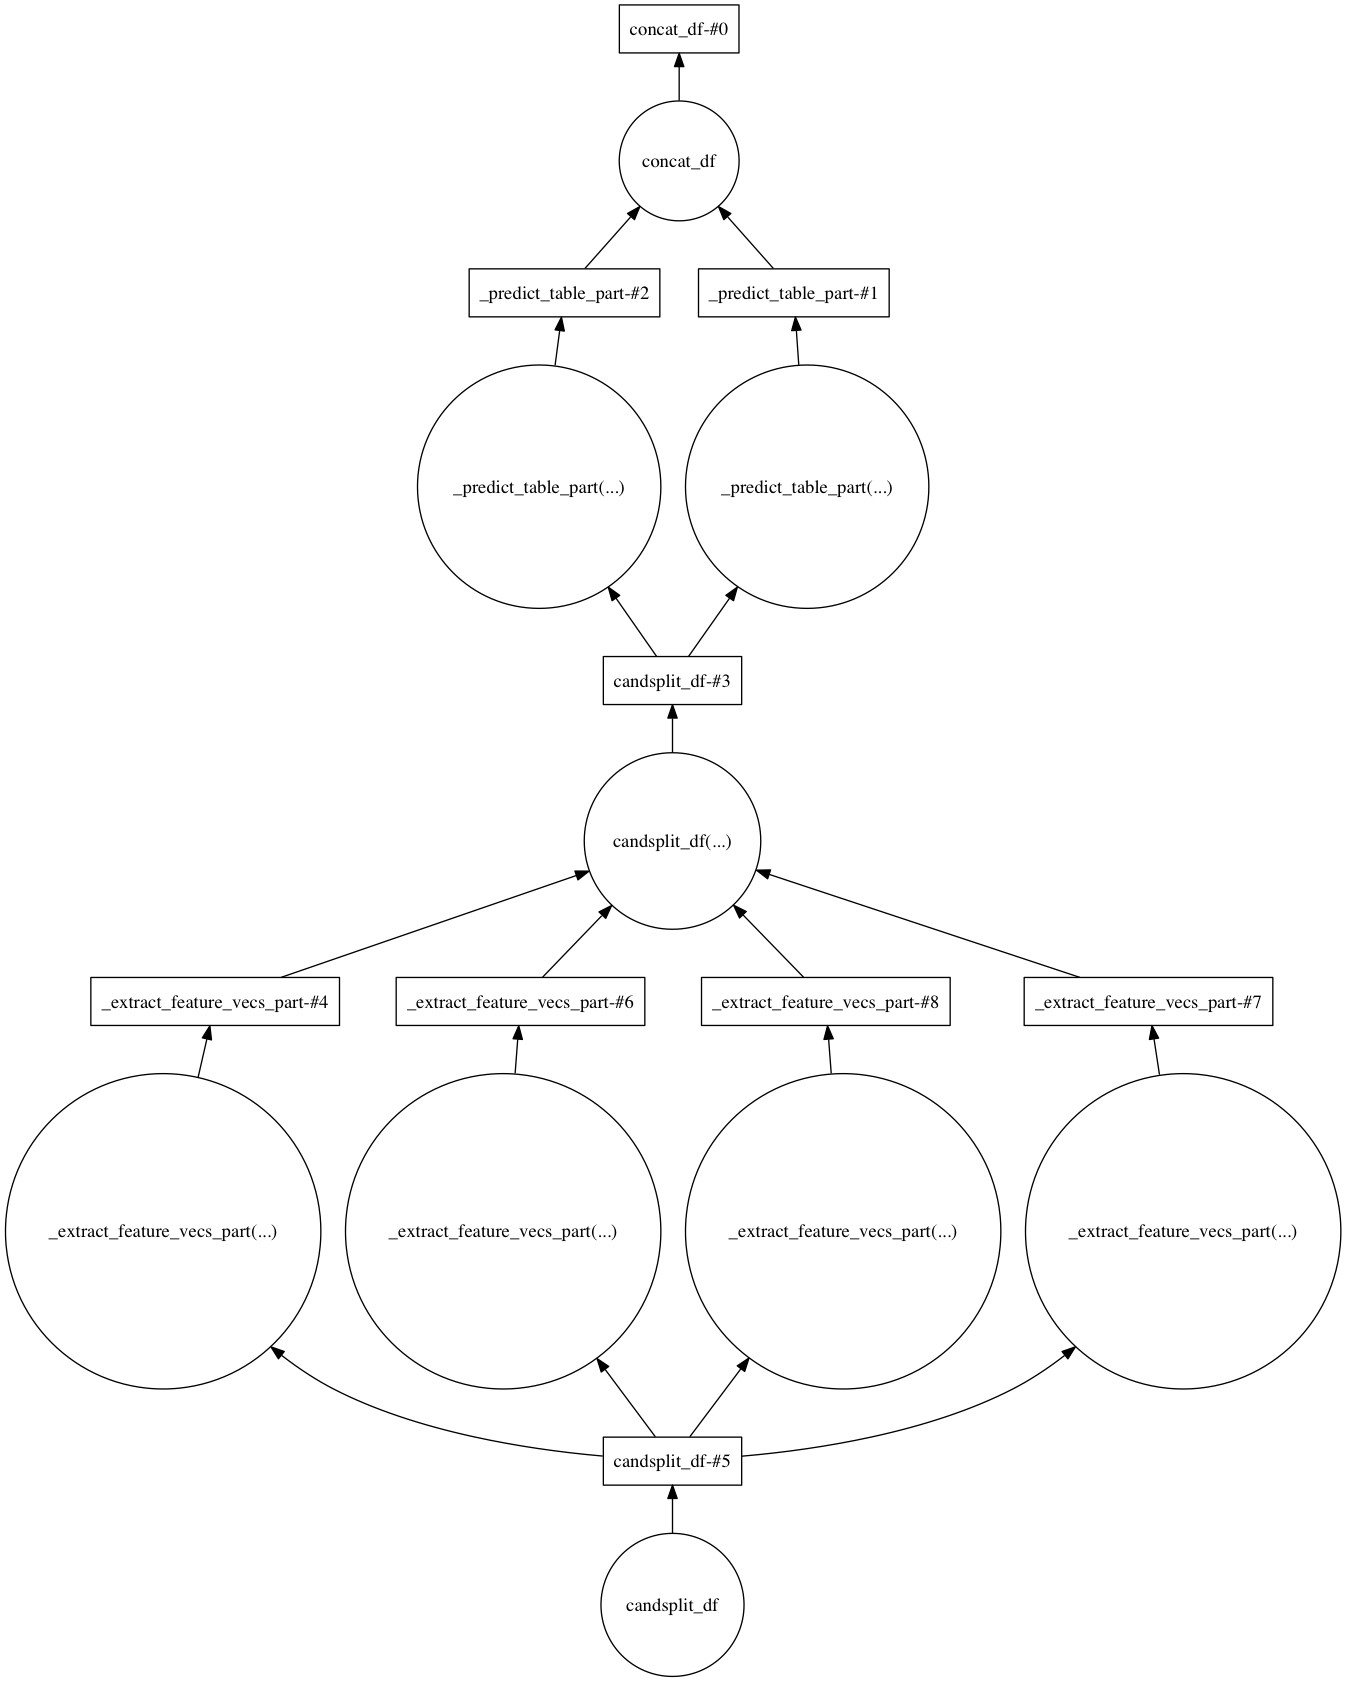 concat_df-#0
concat_df
_predict_table_part-#2
_predict_table_part-#1
_predict_table_part(...)
_predict_table_part(...)
candsplit_df-#3
candsplit_df(...)
_extract_feature_vecs_part-#4
_extract_feature_vecs_part-#6
_extract_feature_vecs_part-#8
_extract_feature_vecs_part-#7
_extract_feature_vecs_part(...)
_extract_feature_vecs_part(...)
_extract_feature_vecs_part(...)
_extract_feature_vecs_part(...)
candsplit_df-#5
candsplit_df